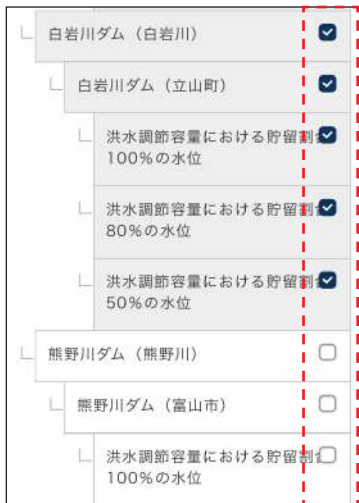 白岩川ダム（白岩川）
白岩川ダム（立山町）
洪水調節容量における貯留割合
100%の水位
洪水調節容量における貯留割合
80%の水位
洪水調節容量における貯留割合
50%の水位
熊野川ダム（熊野川）
熊野川ダム（富山市）
洪水調節容量における貯留割合
100%の水位